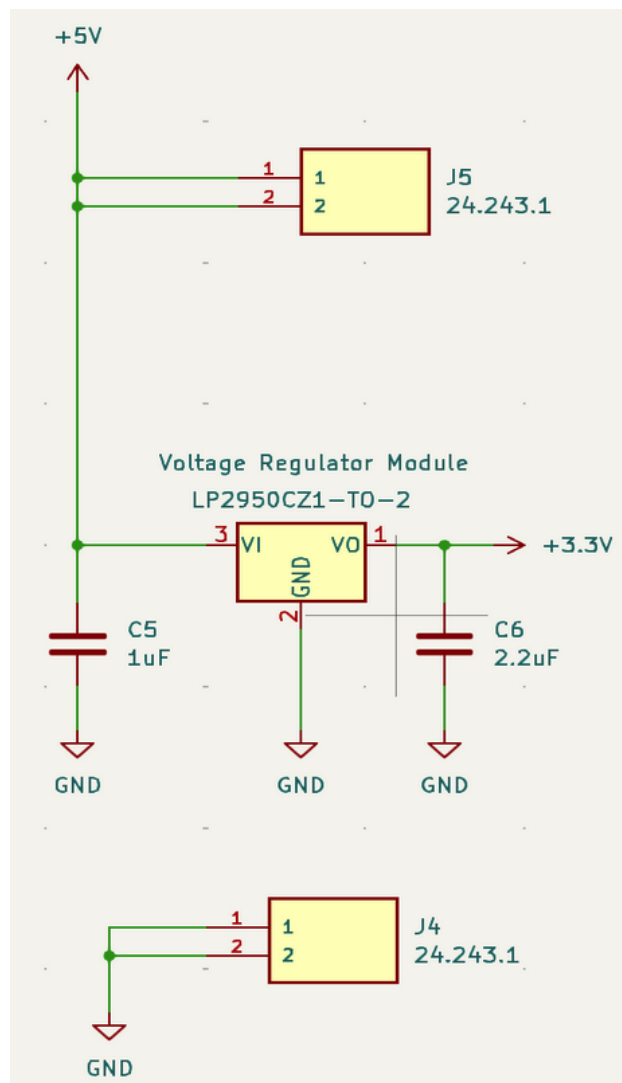 +5V
1
1
J5
2
2
24.243.1
Voltage Regulator Module
LP2950CZ1-TO-2
3
VI
VO
1
+3.3V
GND
2
C5
1uF
C6
2.2uF
GND
GND
GND
1
1
J4
2
2
24.243.1
GND